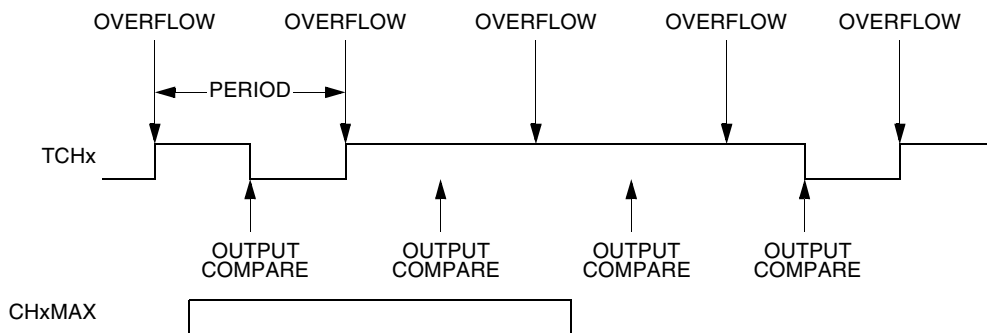 OVERFLOW OVERFLOW OVERFLOW OVERFLOW OVERFLOW
PERIOD
TCHx
OUTPUT COMPARE
OUTPUT COMPARE
OUTPUT COMPARE
OUTPUT COMPARE
CHxMAX